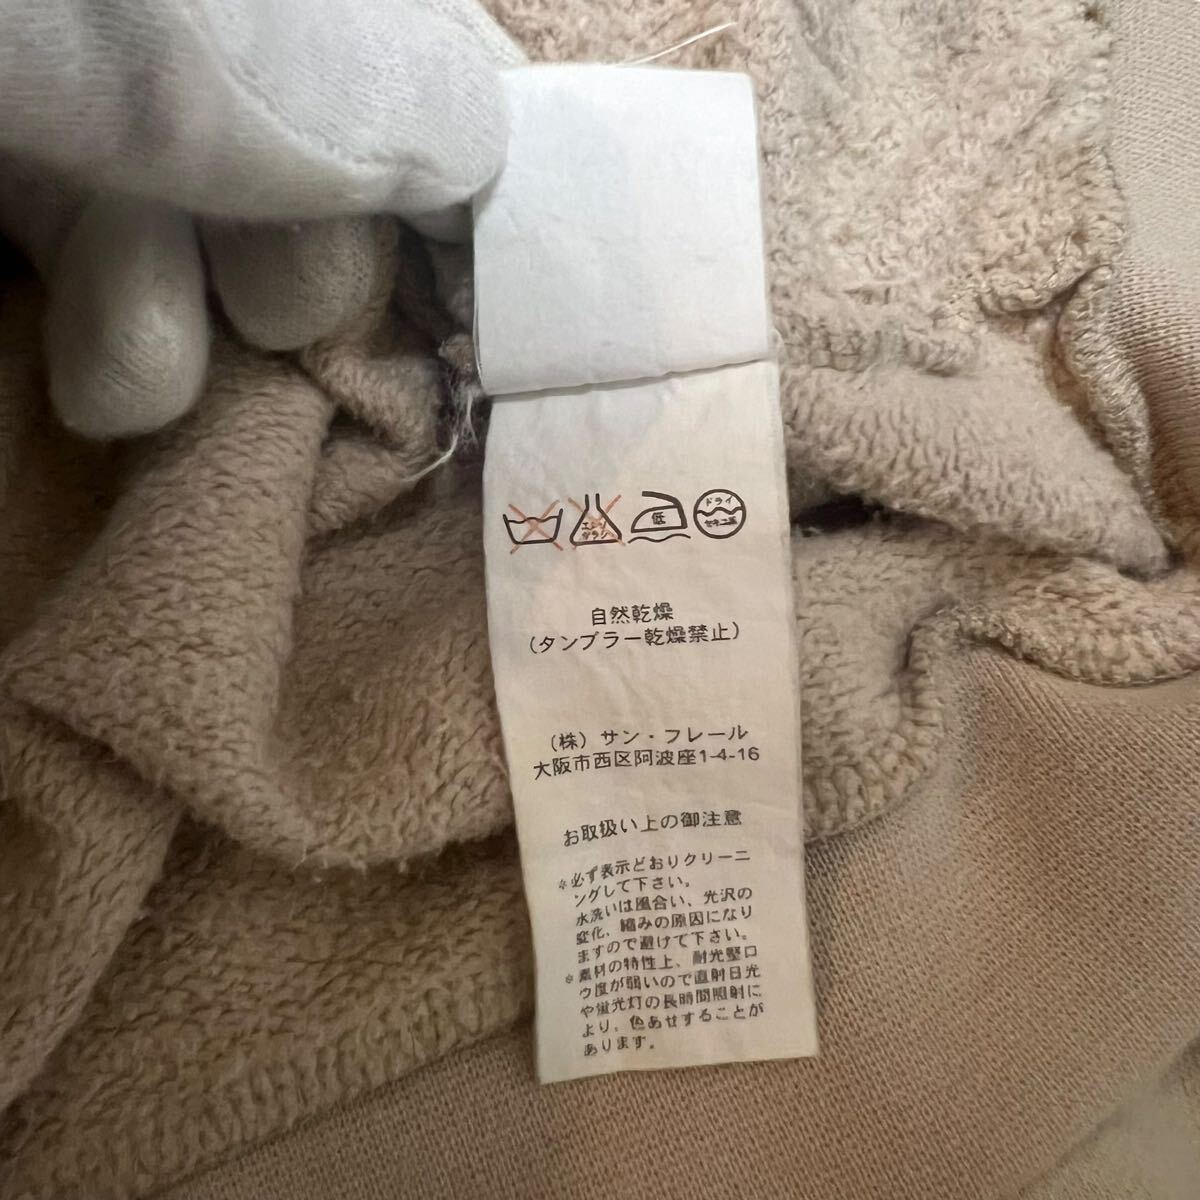 エンソ
サラシ
低
ドライ
セキユ系
自然乾燥
(タンブラー乾燥禁止)
(株) サン・フレール
大阪市西区阿波座1-4-16
お取扱い上の御注意
※必ず表示どおりクリーニ
ングして下さい。
水洗いは風合い、光沢の
変化、縮みの原因になり
ますので避けて下さい。
※素材の特性上、耐光堅ロ
ウ度が弱いので直射日光
や蛍光灯の長時間照射に
より、色あせすることが
あります。